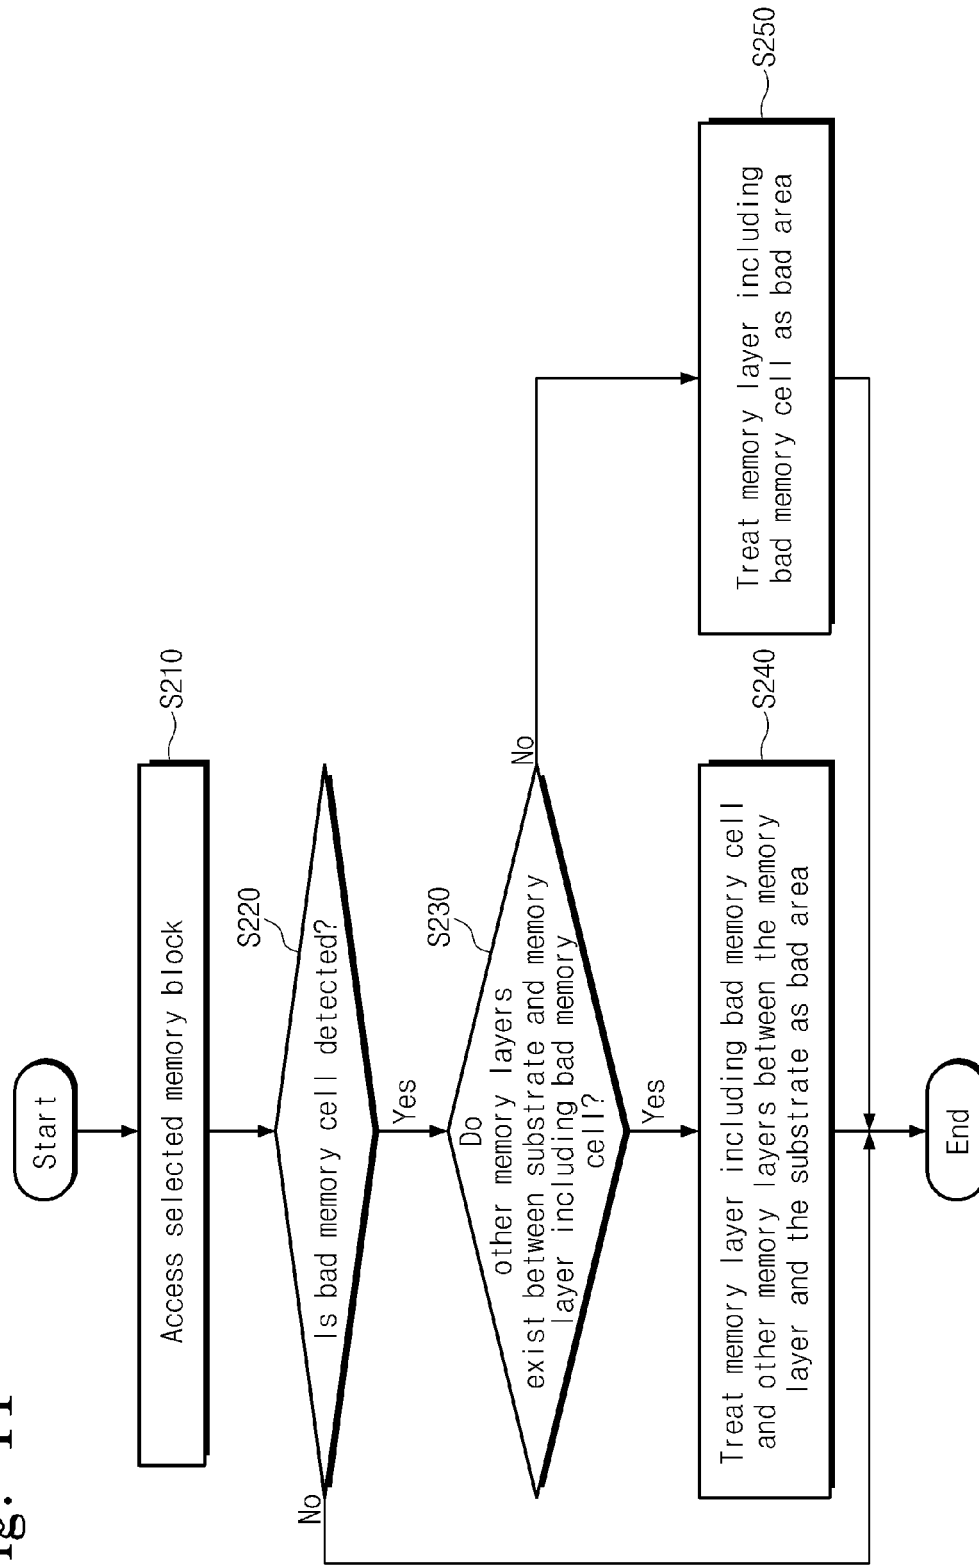 Fig. 11
Start
Access selected memory block
S210
Is bad memory cell detected?
S220
No
Yes
Do
other memory layers
exist between substrate and memory
layer including bad memory
cell?
S230
No
Yes
Treat memory layer including bad memory cell
and other memory layers between the memory
layer and the substrate as bad area
S240
Treat memory layer including
bad memory cell as bad area
S250
End